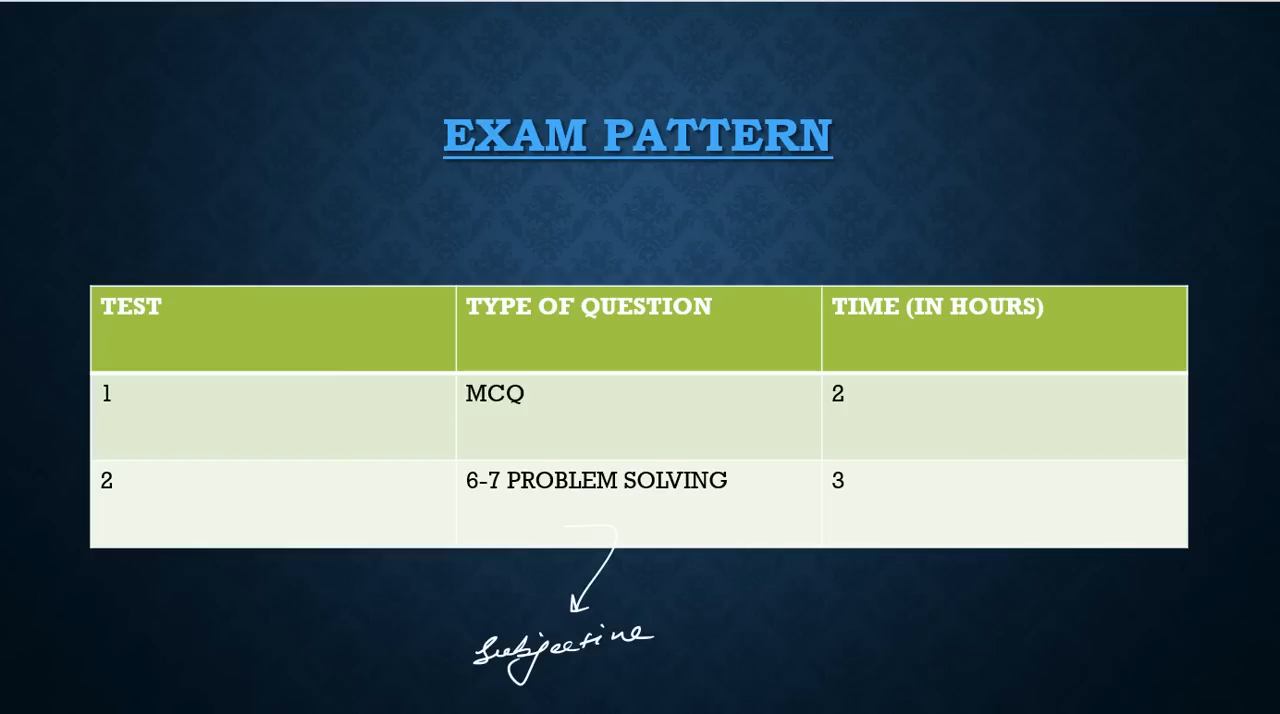 EXAM PATTERN
TEST TYPE OF QUESTION TIME (IN HOURS)
1 MCQ 2
2 6-7 PROBLEM SOLVING 3
Subjective